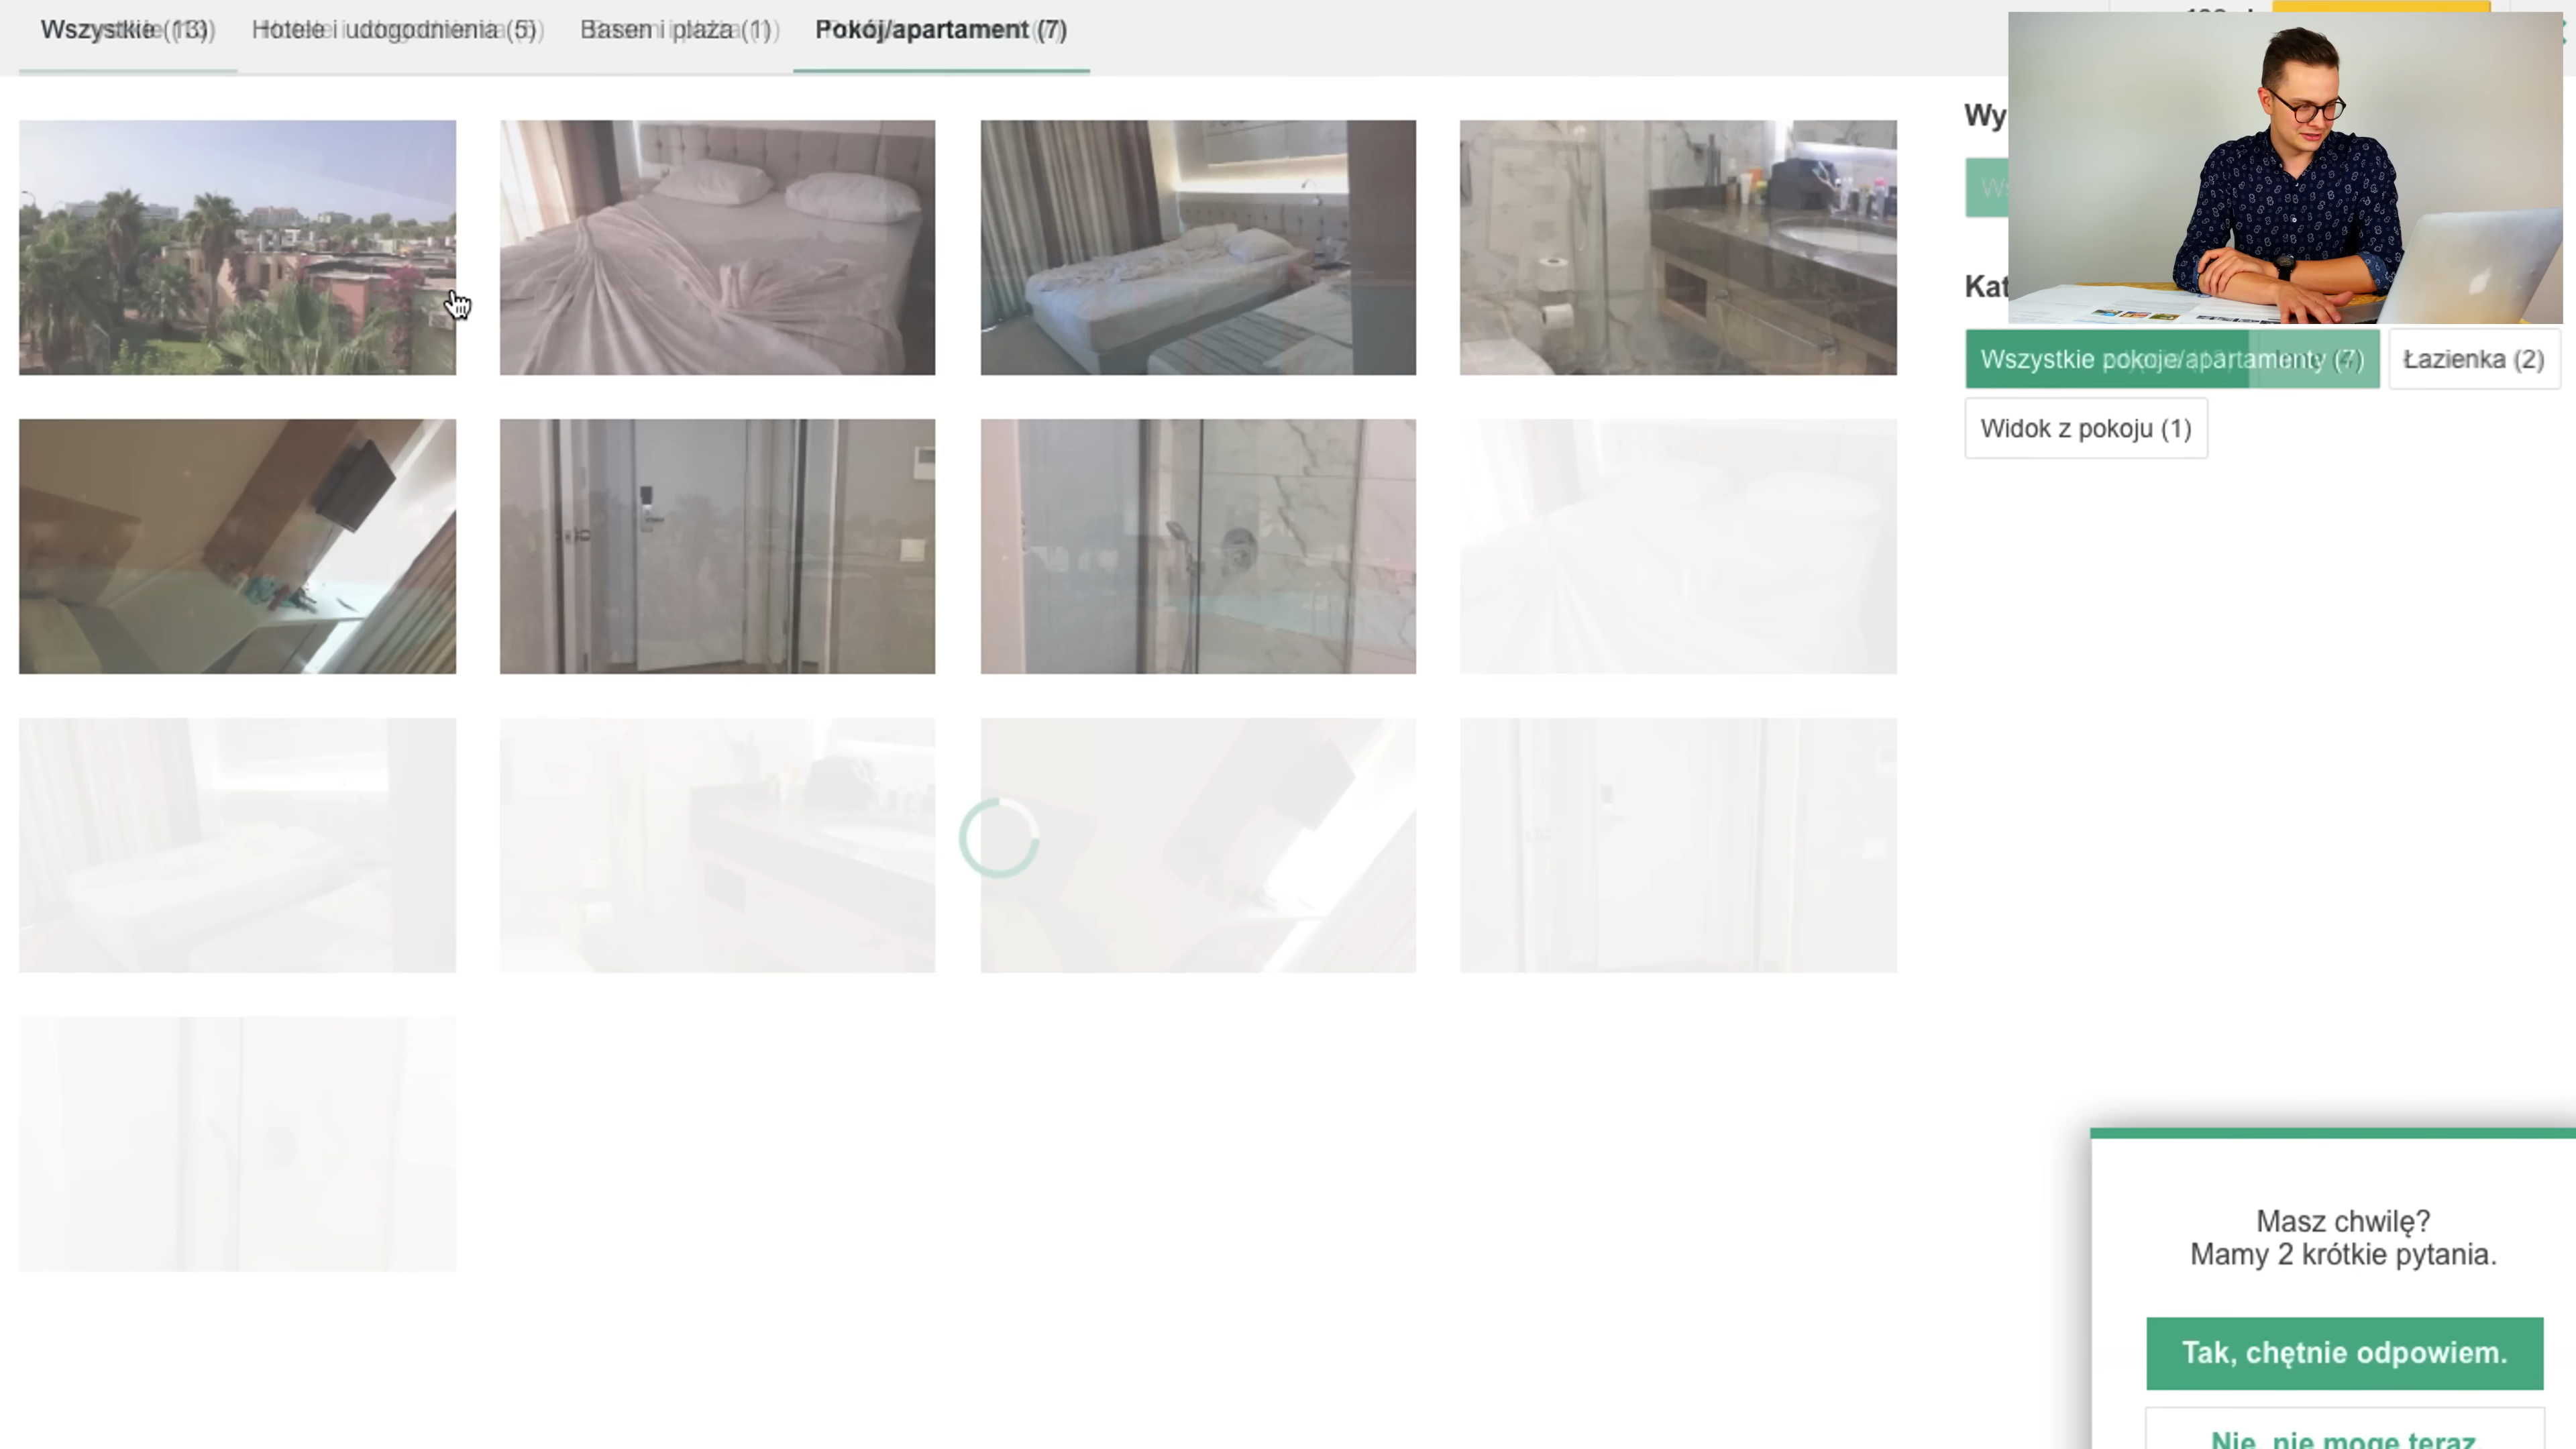 Wszystkie (13)
Hotele i udogodnienia (5)
Basen i plaża (1)
Pokój/apartament (7)
Wy
Kat
Wszystkie pokoje/apartamenty (7)
Łazienka (2)
Widok z pokoju (1)
Masz chwilę?
Mamy 2 krótkie pytania.
Tak, chętnie odpowiem.
Nie, nie mogę teraz.